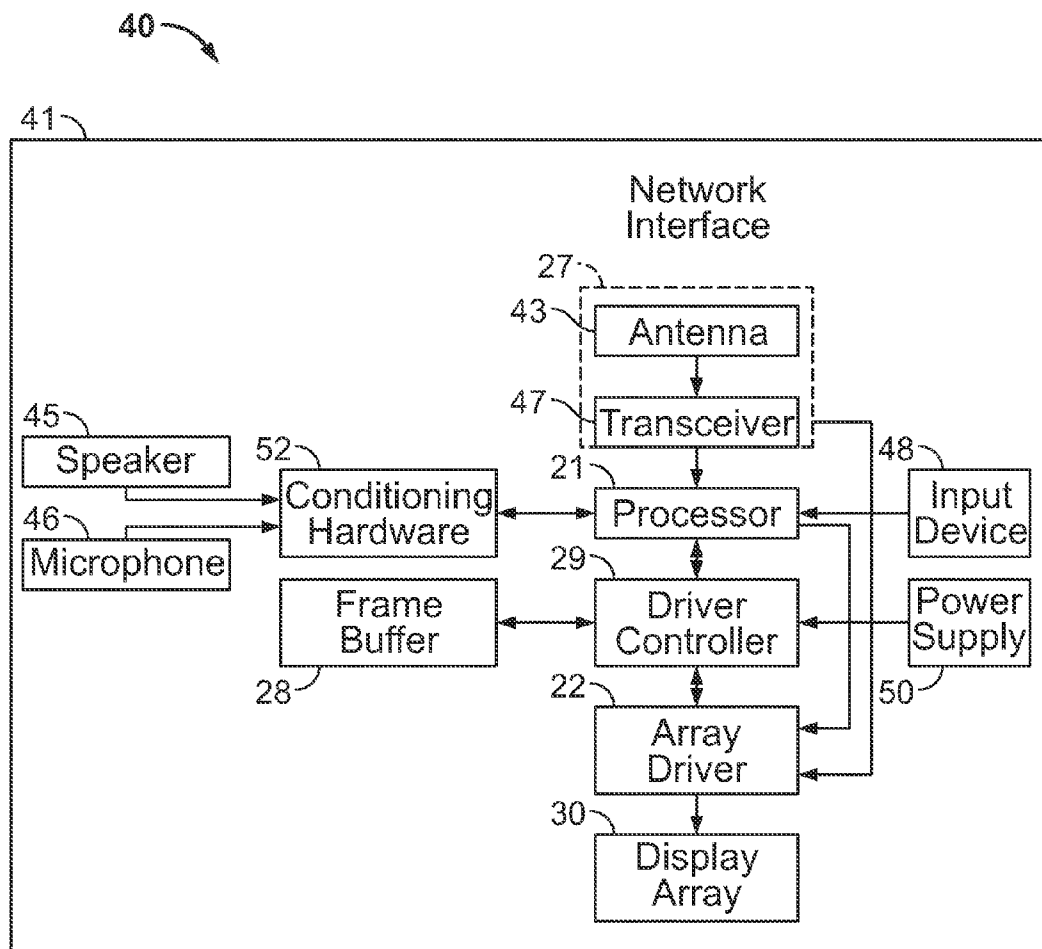 40
41
Network
Interface
27
43
Antenna
47
Transceiver
45
Speaker
52
Conditioning
Hardware
21
Processor
48
Input
Device
46
Microphone
29
Frame
Buffer
28
Driver
Controller
Power
Supply
50
22
Array
Driver
30
Display
Array